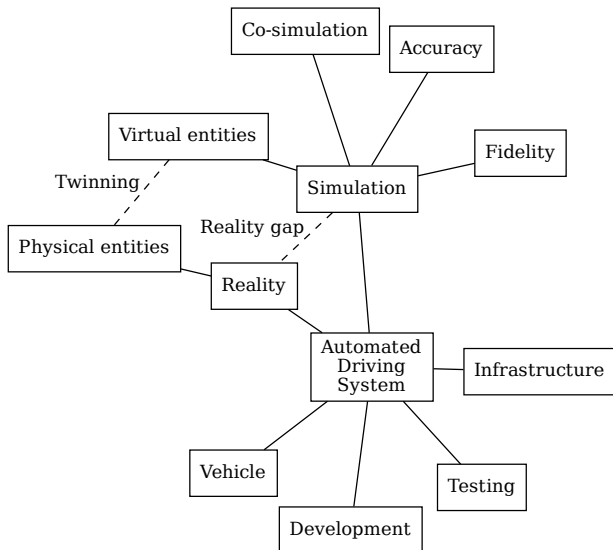 Co-simulation
Accuracy
Virtual entities
Fidelity
Twinning
Simulation
Reality gap
Physical entities
Reality
Automated
Driving
System
Infrastructure
Vehicle
Testing
Development